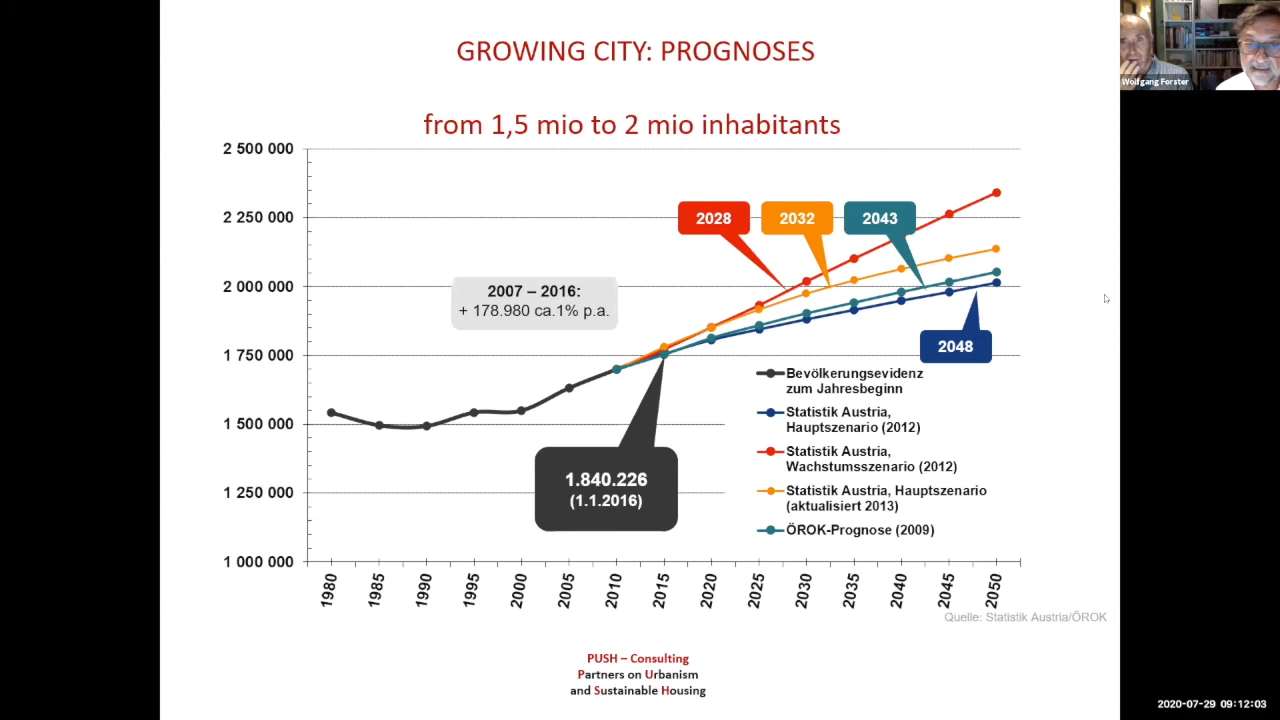 GROWING CITY: PROGNOSES
from 1,5 mio to 2 mio inhabitants
Wolfgang Forster
2 500 000
2 250 000
2 000 000
1 750 000
1 500 000
1 250 000
1 000 000
2028
2032
2043
2007 – 2016:
+ 178.980 ca.1% p.a.
2048
1.840.226
(1.1.2016)
Bevölkerungsevidenz
zum Jahresbeginn
Statistik Austria,
Hauptszenario (2012)
Statistik Austria,
Wachstumsszenario (2012)
Statistik Austria, Hauptszenario
(aktualisiert 2013)
ÖROK-Prognose (2009)
1980
1985
1990
1995
2000
2005
2010
2015
2020
2025
2030
2035
2040
2045
2050
Quelle: Statistik Austria/ÖROK
PUSH – Consulting
Partners on Urbanism
and Sustainable Housing
2020-07-29 09:12:03